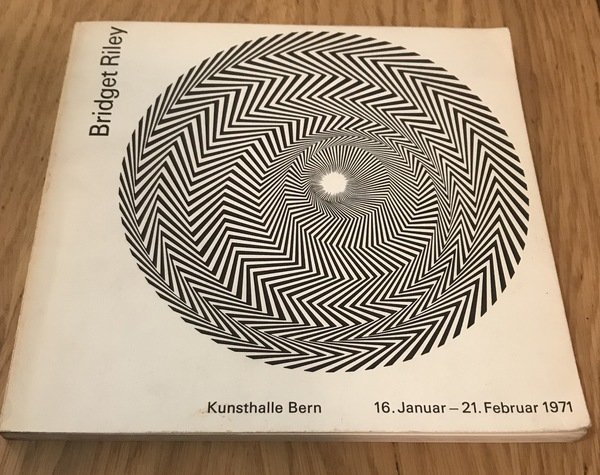 Bridget Riley
Kunsthalle Bern 16. Januar – 21. Februar 1971